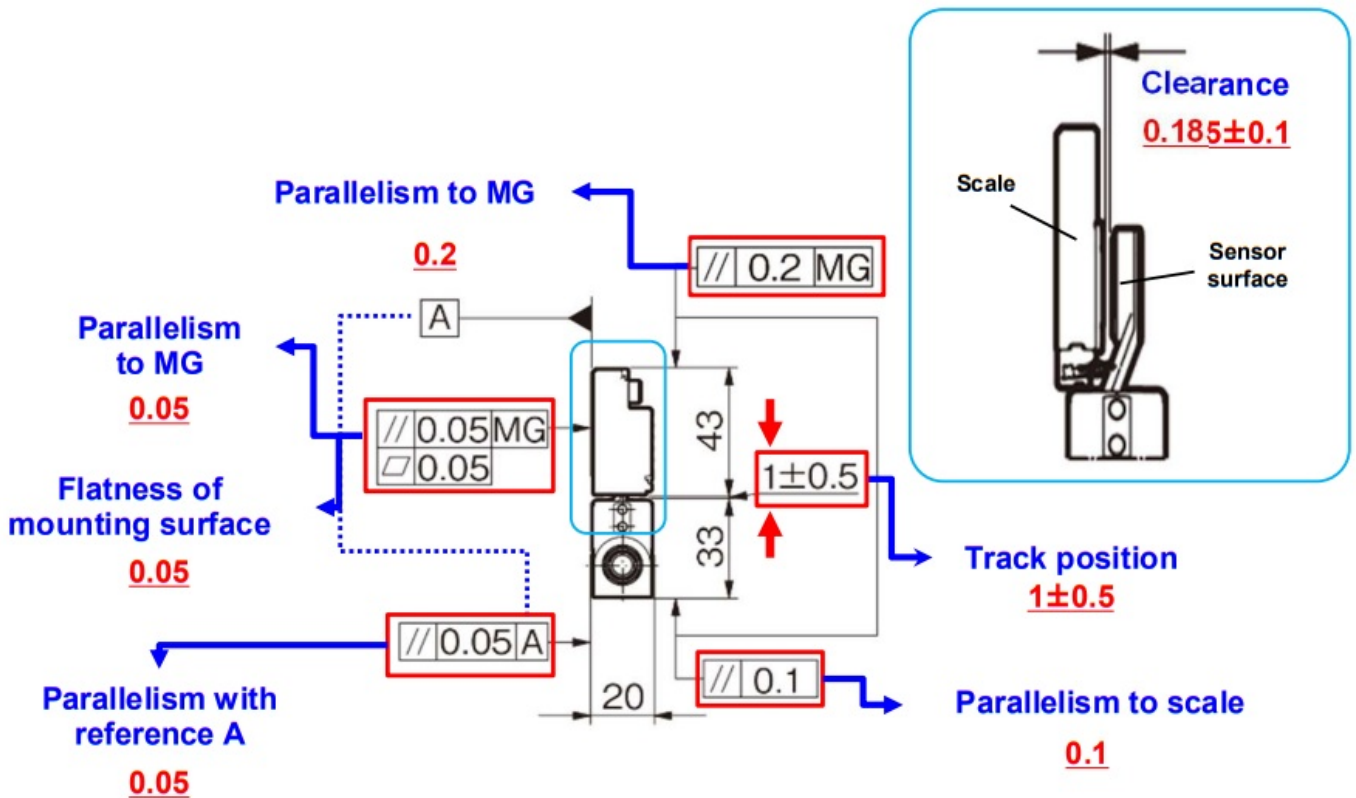 Clearance
0.185±0.1
Scale
Sensor
surface
Parallelism to MG
0.2
// 0.2 MG
A
Parallelism
to MG
0.05
// 0.05 MG
⏥ 0.05
43
1±0.5
Flatness of
mounting surface
0.05
33
Track position
1±0.5
// 0.05 A
// 0.1
20
Parallelism with
reference A
0.05
Parallelism to scale
0.1